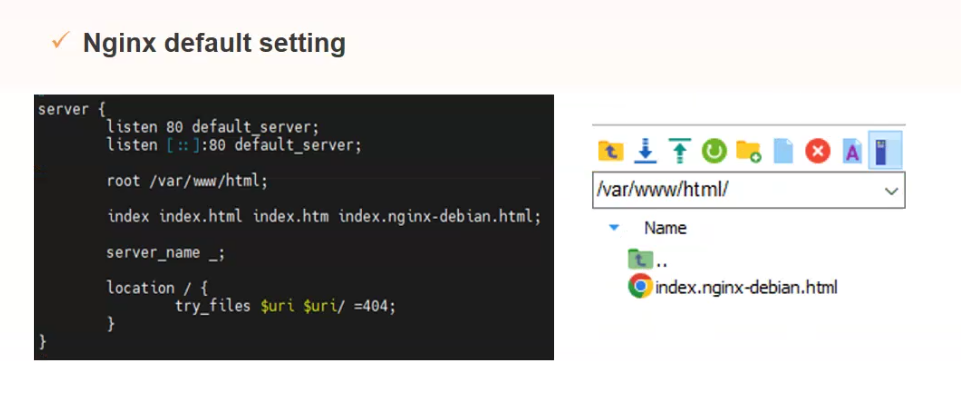 Nginx default setting
server {
listen 80 default_server;
listen [::]:80 default_server;
root /var/www/html;
index index.html index.htm index.nginx-debian.html;
server_name _;
location / {
try_files $uri $uri/ =404;
}
}
A
/var/www/html/
Name
..
index.nginx-debian.html